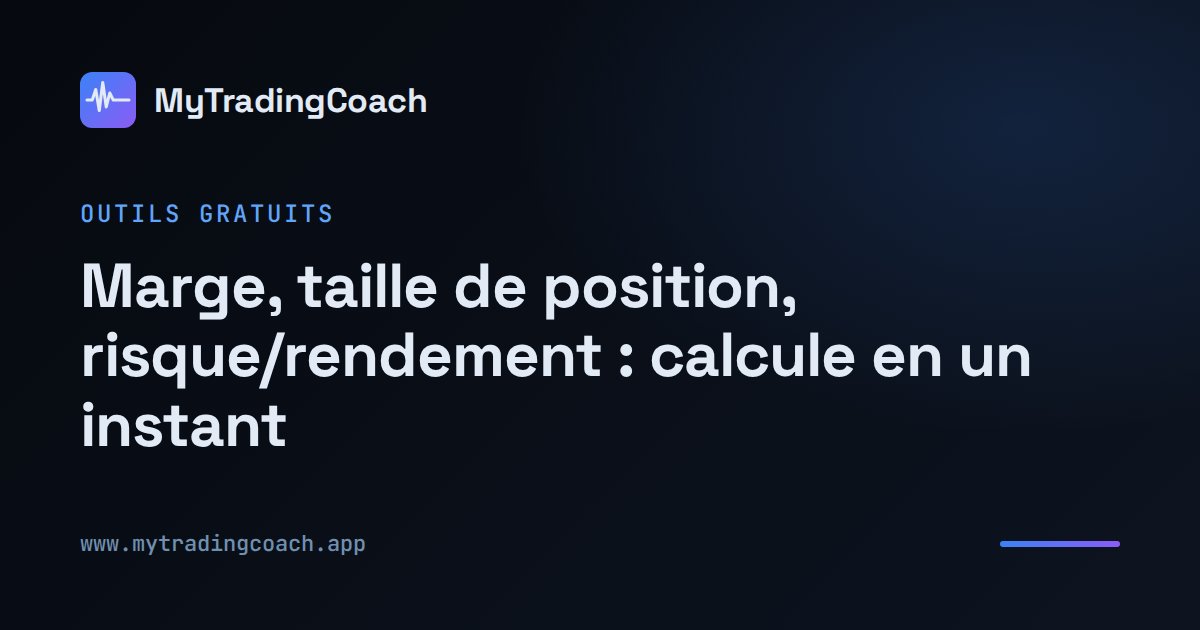 MyTradingCoach
OUTILS GRATUITS
Marge, taille de position,
risque/rendement : calcule en un
instant
www.mytradingcoach.app